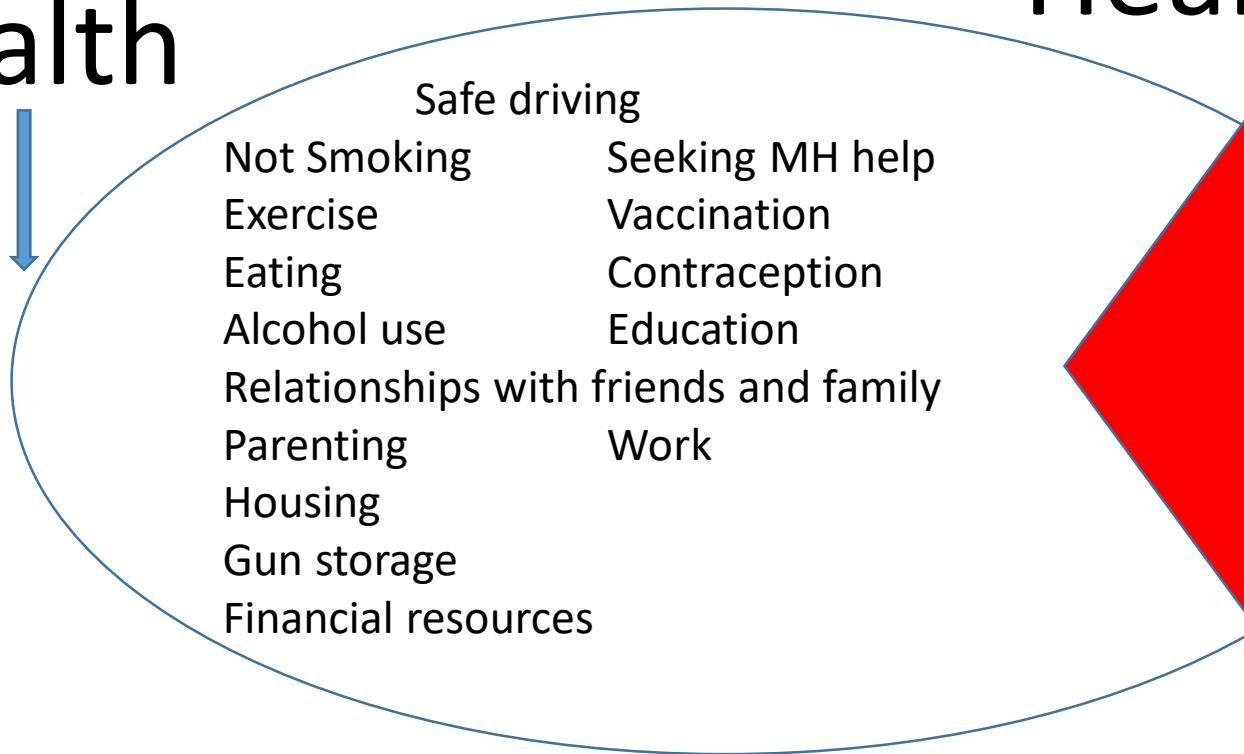 alth
Safe driving
Not Smoking Seeking MH help
Exercise Vaccination
Eating Contraception
Alcohol use Education
Relationships with friends and family
Parenting Work
Housing
Gun storage
Financial resources